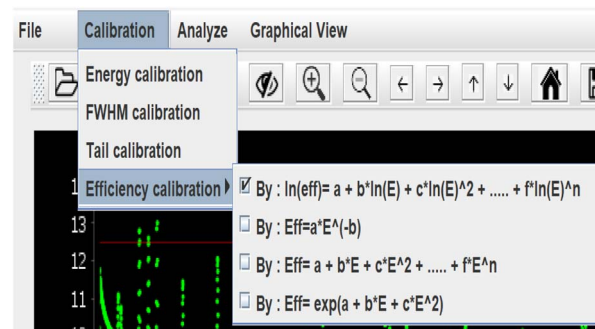 File Calibration Analyze Graphical View
Energy calibration
FWHM calibration
Tail calibration
Efficiency calibration
By : ln(eff)= a + b*ln(E) + c*ln(E)^2 + ..... + f*ln(E)^n
By : Eff=a*E^(-b)
By : Eff= a + b*E + c*E^2 + ..... + f*E^n
By : Eff= exp(a + b*E + c*E^2)
13
12
11